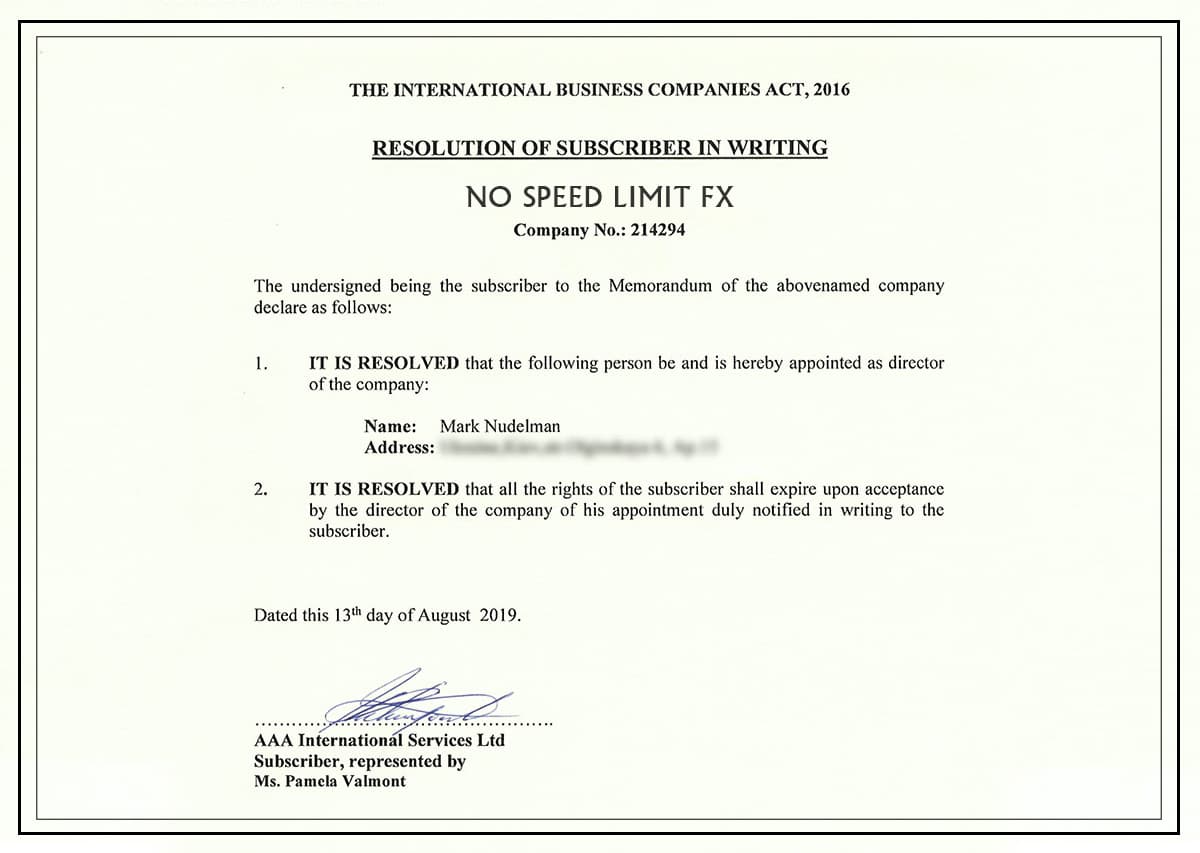 THE INTERNATIONAL BUSINESS COMPANIES ACT, 2016
RESOLUTION OF SUBSCRIBER IN WRITING
NO SPEED LIMIT FX
Company No.: 214294
The undersigned being the subscriber to the Memorandum of the abovenamed company
declare as follows:
1. IT IS RESOLVED that the following person be and is hereby appointed as director
of the company:
Name: Mark Nudelman
Address:
2. IT IS RESOLVED that all the rights of the subscriber shall expire upon acceptance
by the director of the company of his appointment duly notified in writing to the
subscriber.
Dated this 13th day of August 2019.
AAA International Services Ltd
Subscriber, represented by
Ms. Pamela Valmont